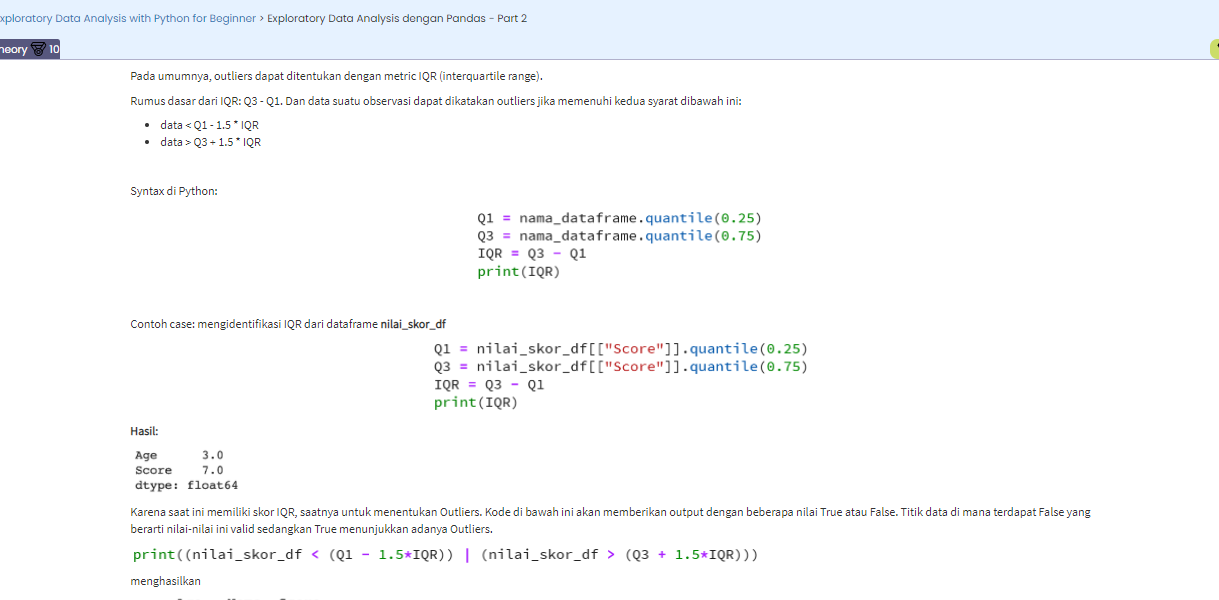 xploratory Data Analysis with Python for Beginner > Exploratory Data Analysis dengan Pandas - Part 2
heory 10
Pada umumnya, outliers dapat ditentukan dengan metric IQR (interquartile range).
Rumus dasar dari IQR: Q3 - Q1. Dan data suatu observasi dapat dikatakan outliers jika memenuhi kedua syarat dibawah ini:
• data < Q1 - 1.5 * IQR
• data > Q3 + 1.5 * IQR
Syntax di Python:
Q1 = nama_dataframe.quantile(0.25)
Q3 = nama_dataframe.quantile(0.75)
IQR = Q3 - Q1
print(IQR)
Contoh case: mengidentifikasi IQR dari dataframe nilai_skor_df
Q1 = nilai_skor_df[["Score"]].quantile(0.25)
Q3 = nilai_skor_df[["Score"]].quantile(0.75)
IQR = Q3 - Q1
print(IQR)
Hasil:
Age 3.0
Score 7.0
dtype: float64
Karena saat ini memiliki skor IQR, saatnya untuk menentukan Outliers. Kode di bawah ini akan memberikan output dengan beberapa nilai True atau False. Titik data di mana terdapat False yang
berarti nilai-nilai ini valid sedangkan True menunjukkan adanya Outliers.
print((nilai_skor_df < (Q1 - 1.5*IQR)) | (nilai_skor_df > (Q3 + 1.5*IQR)))
menghasilkan